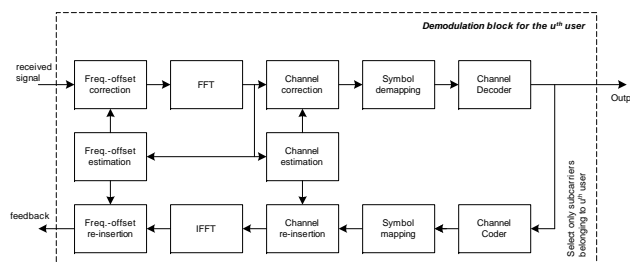 Demodulation block for the uth user
received
signal
Freq.-offset
correction
FFT
Channel
correction
Symbol
demapping
Channel
Decoder
Outp
Freq.-offset
estimation
Channel
estimation
Select only subcarriers
belonging to uth user
feedback
Freq.-offset
re-insertion
IFFT
Channel
re-insertion
Symbol
mapping
Channel
Coder